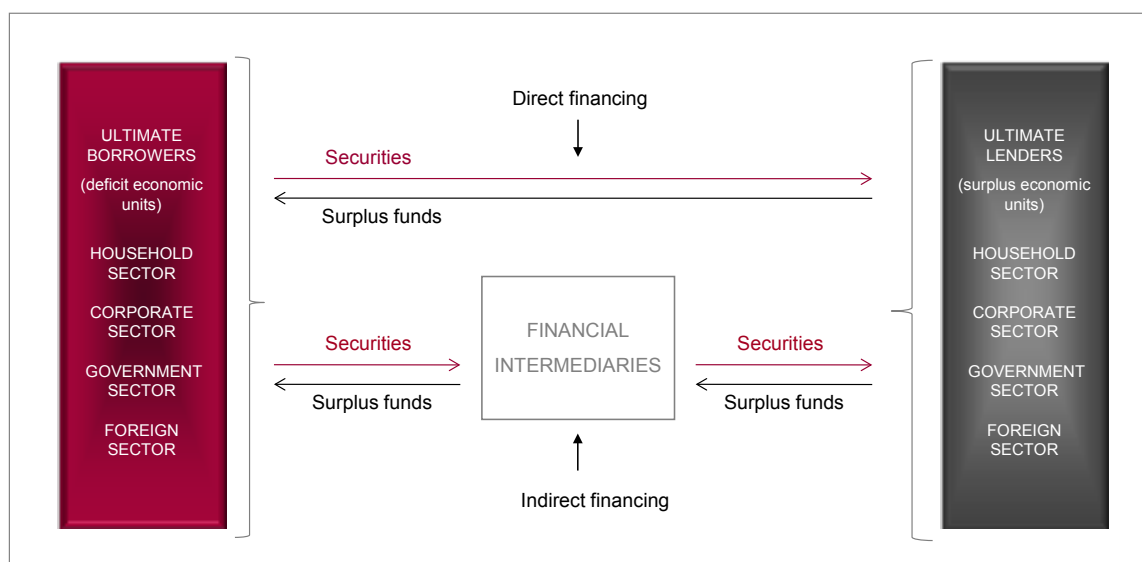 ULTIMATE
BORROWERS
(deficit economic
units)
HOUSEHOLD
SECTOR
CORPORATE
SECTOR
GOVERNMENT
SECTOR
FOREIGN
SECTOR
Direct financing
Securities
Surplus funds
FINANCIAL
INTERMEDIARIES
Securities
Surplus funds
Securities
Surplus funds
Indirect financing
ULTIMATE
LENDERS
(surplus economic
units)
HOUSEHOLD
SECTOR
CORPORATE
SECTOR
GOVERNMENT
SECTOR
FOREIGN
SECTOR